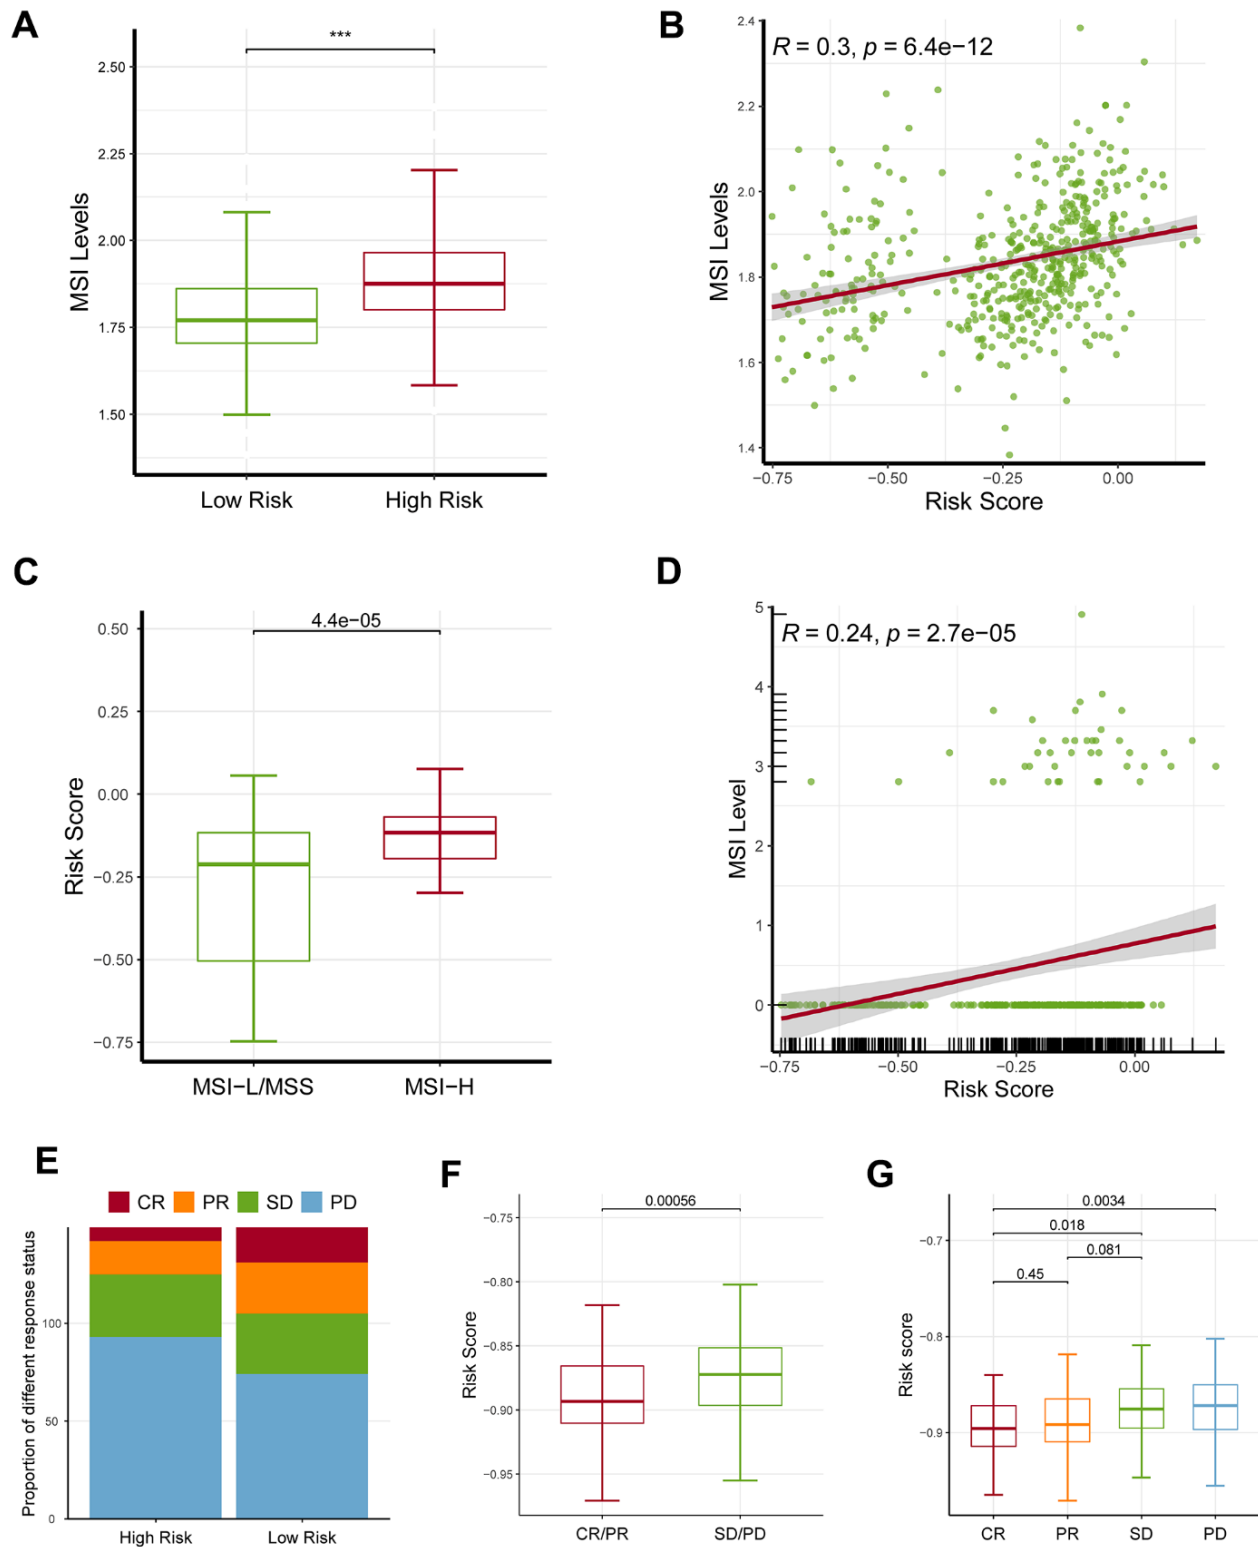 A
***
2.50
2.25
2.00
1.75
1.50
MSI Levels
Low Risk
High Risk
B
R = 0.3, p = 6.4e−12
2.4
2.2
2.0
1.8
1.6
1.4
MSI Levels
−0.75
−0.50
−0.25
0.00
Risk Score
C
4.4e−05
0.50
0.25
0.00
−0.25
−0.50
−0.75
Risk Score
MSI−L/MSS
MSI−H
D
R = 0.24, p = 2.7e−05
5
4
3
2
1
0
MSI Level
−0.75
−0.50
−0.25
0.00
Risk Score
E
CR PR SD PD
100
50
0
Proportion of different response status
High Risk
Low Risk
F
0.00056
−0.75
−0.80
−0.85
−0.90
−0.95
Risk Score
CR/PR
SD/PD
G
0.0034
0.018
0.081
0.45
−0.7
−0.8
−0.9
Risk score
CR
PR
SD
PD